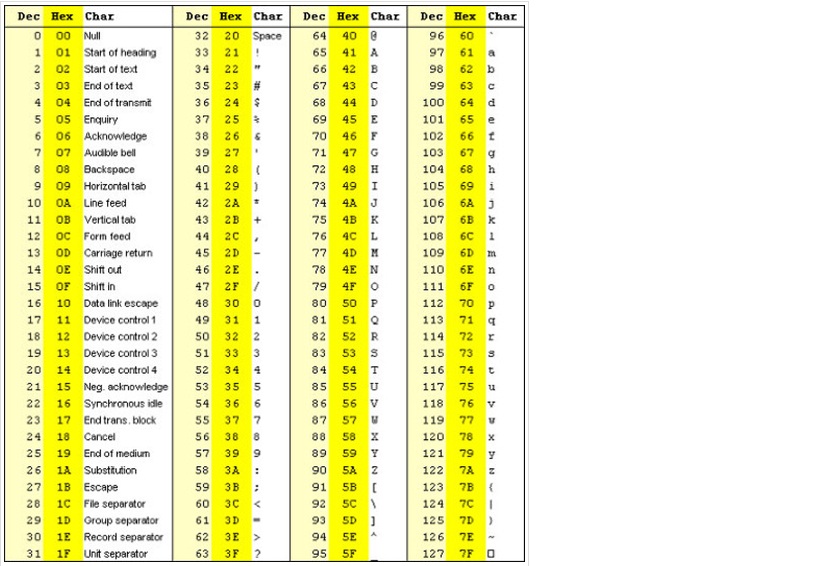 Dec Hex Char Dec Hex Char Dec Hex Char Dec Hex Char
0 00 Null 32 20 Space 64 40 @ 96 60 `
1 01 Start of heading 33 21 ! 65 41 A 97 61 a
2 02 Start of text 34 22 " 66 42 B 98 62 b
3 03 End of text 35 23 # 67 43 C 99 63 c
4 04 End of transmit 36 24 $ 68 44 D 100 64 d
5 05 Enquiry 37 25 % 69 45 E 101 65 e
6 06 Acknowledge 38 26 & 70 46 F 102 66 f
7 07 Audible bell 39 27 ' 71 47 G 103 67 g
8 08 Backspace 40 28 ( 72 48 H 104 68 h
9 09 Horizontal tab 41 29 ) 73 49 I 105 69 i
10 0A Line feed 42 2A * 74 4A J 106 6A j
11 0B Vertical tab 43 2B + 75 4B K 107 6B k
12 0C Form feed 44 2C , 76 4C L 108 6C l
13 0D Carriage return 45 2D - 77 4D M 109 6D m
14 0E Shift out 46 2E . 78 4E N 110 6E n
15 0F Shift in 47 2F / 79 4F O 111 6F o
16 10 Data link escape 48 30 0 80 50 P 112 70 p
17 11 Device control 1 49 31 1 81 51 Q 113 71 q
18 12 Device control 2 50 32 2 82 52 R 114 72 r
19 13 Device control 3 51 33 3 83 53 S 115 73 s
20 14 Device control 4 52 34 4 84 54 T 116 74 t
21 15 Neg. acknowledge 53 35 5 85 55 U 117 75 u
22 16 Synchronous idle 54 36 6 86 56 V 118 76 v
23 17 End trans. block 55 37 7 87 57 W 119 77 w
24 18 Cancel 56 38 8 88 58 X 120 78 x
25 19 End of medium 57 39 9 89 59 Y 121 79 y
26 1A Substitution 58 3A : 90 5A Z 122 7A z
27 1B Escape 59 3B ; 91 5B [ 123 7B {
28 1C File separator 60 3C < 92 5C \ 124 7C |
29 1D Group separator 61 3D = 93 5D ] 125 7D }
30 1E Record separator 62 3E > 94 5E ^ 126 7E ~
31 1F Unit separator 63 3F ? 95 5F _ 127 7F □